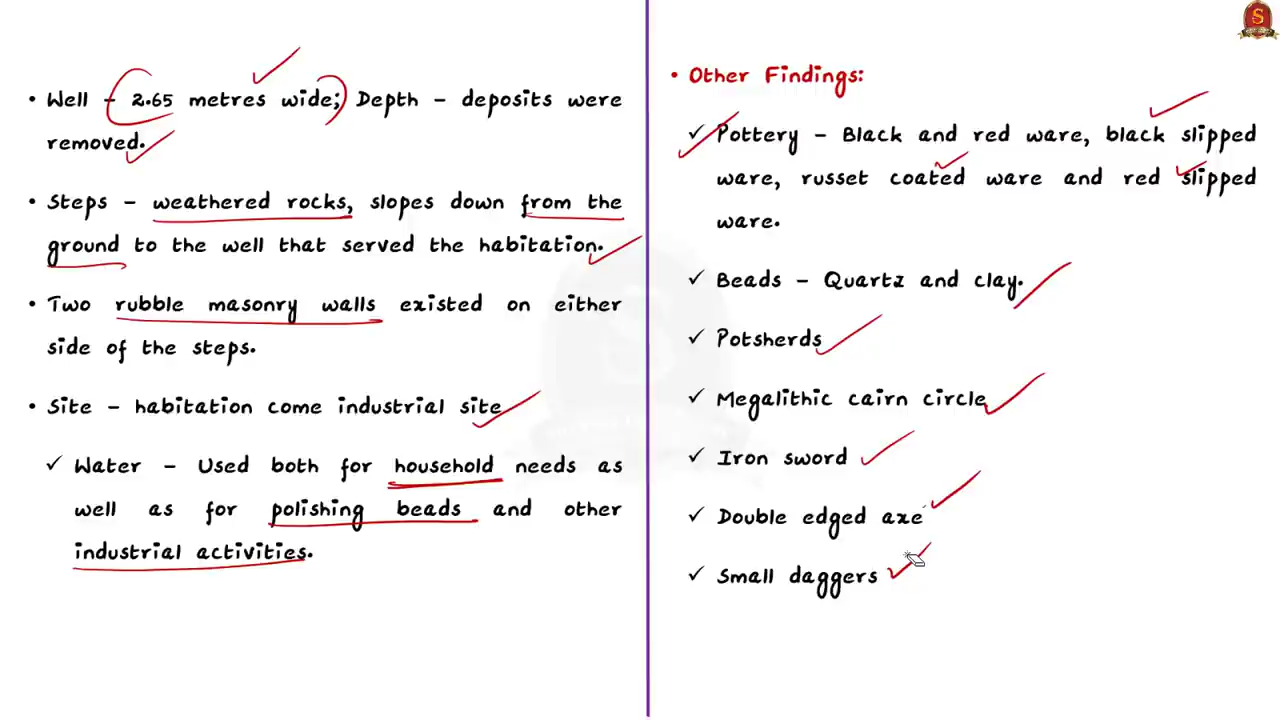 • Well - 2.65 metres wide; Depth - deposits were
removed.
• Steps - weathered rocks, slopes down from the
ground to the well that served the habitation.
• Two rubble masonry walls existed on either
side of the steps.
• Site - habitation come industrial site
✓ Water - Used both for household needs as
well as for polishing beads and other
industrial activities.
• Other Findings:
✓ Pottery - Black and red ware, black slipped
ware, russet coated ware and red slipped
ware.
✓ Beads - Quartz and clay.
✓ Potsherds
✓ Megalithic cairn circle
✓ Iron sword
✓ Double edged axe
✓ Small daggers